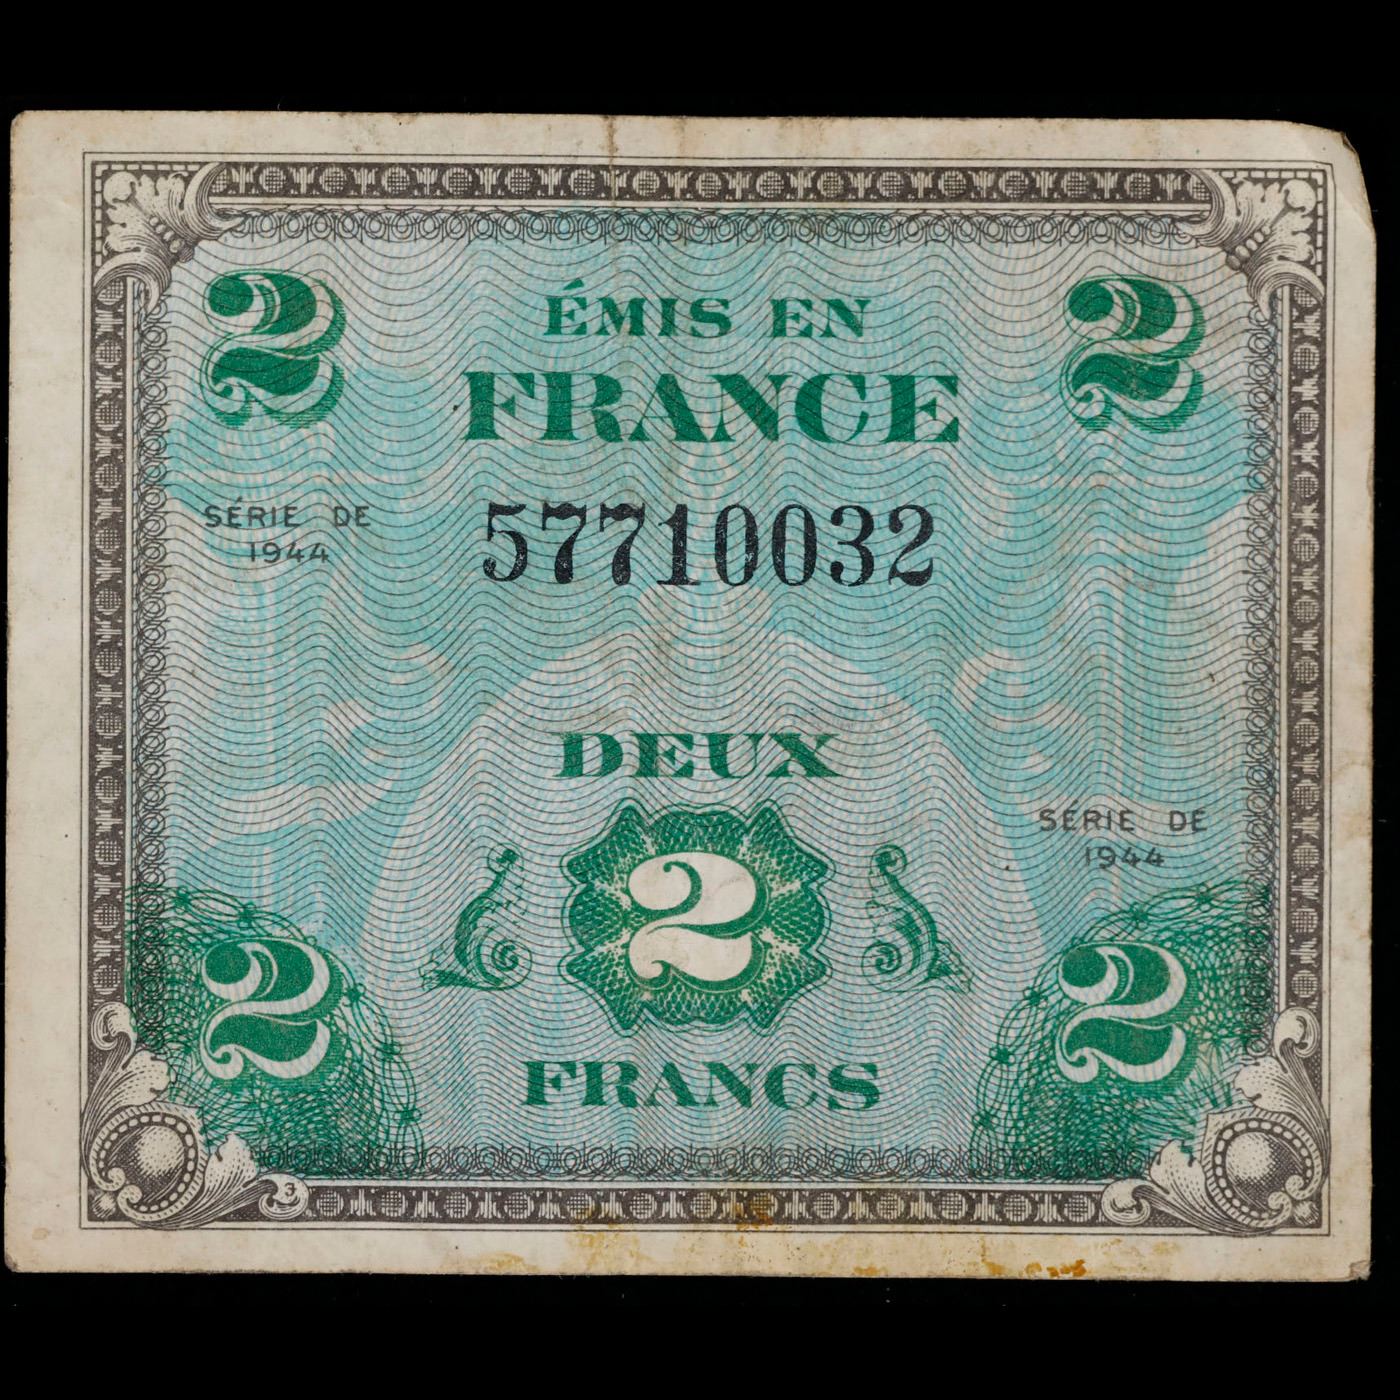 2 2
ÉMIS EN
FRANCE
SÉRIE DE
1944
57710032
DEUX
SÉRIE DE
1944
2
2 2
FRANCS
3